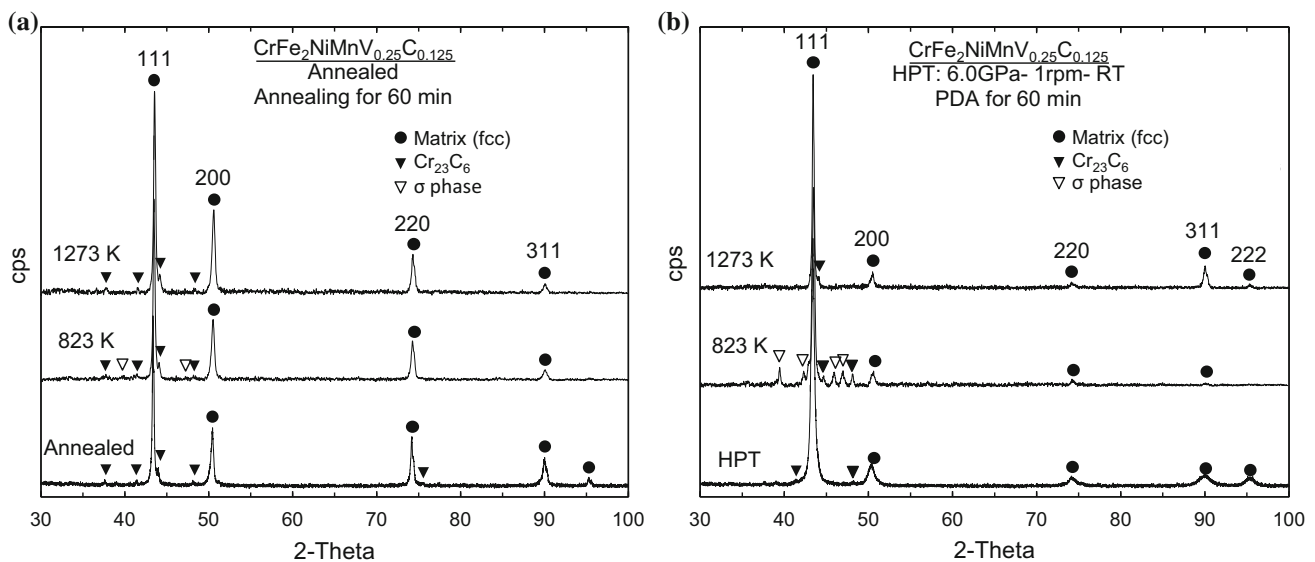 (a)
CrFe₂NiMnV₀.₂₅C₀.₁₂₅
Annealed
Annealing for 60 min
● Matrix (fcc)
▼ Cr₂₃C₆
▽ σ phase
111
200
220
311
1273 K
823 K
Annealed
cps
30 40 50 60 70 80 90 100
2-Theta
(b)
CrFe₂NiMnV₀.₂₅C₀.₁₂₅
HPT: 6.0GPa- 1rpm- RT
PDA for 60 min
● Matrix (fcc)
▼ Cr₂₃C₆
▽ σ phase
111
200
220
311
222
1273 K
823 K
HPT
cps
30 40 50 60 70 80 90 100
2-Theta